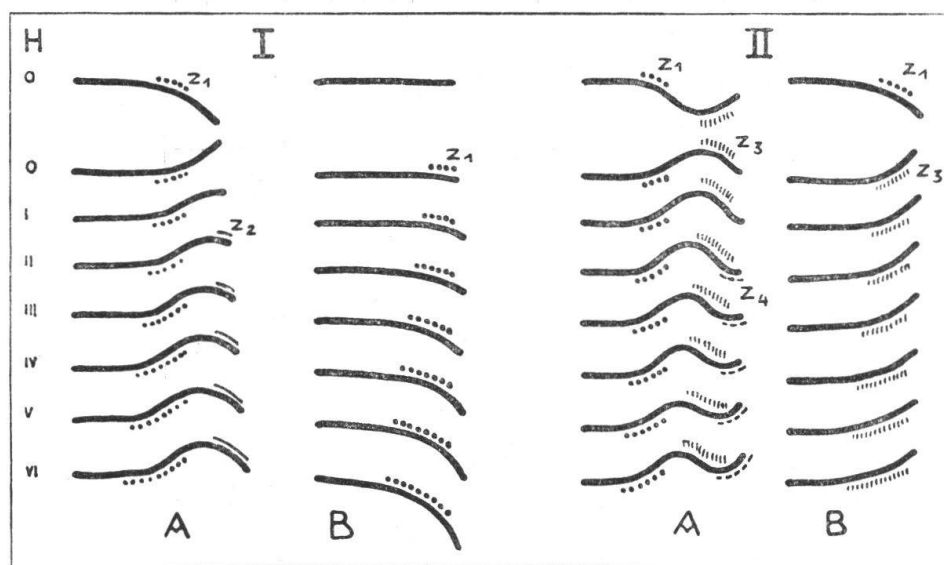 H I II
0 Z1 Z1 Z1
0 Z1 Z3 Z3
I
II Z2
III Z4
IV
V
VI
A B A B